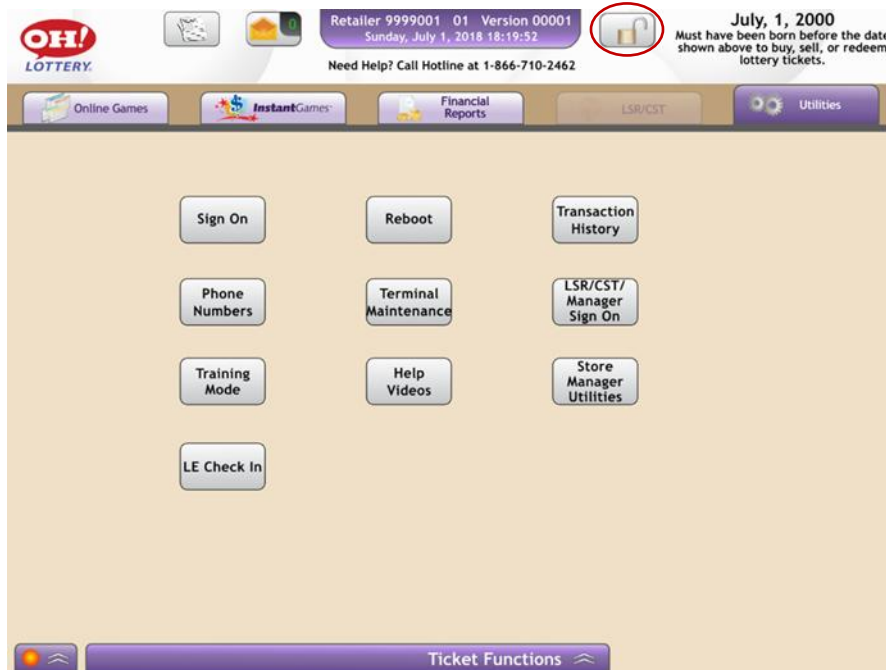 OH!
LOTTERY.
0
Retailer 9999001 01 Version 00001
Sunday, July 1, 2018 18:19:52
Need Help? Call Hotline at 1-866-710-2462
July, 1, 2000
Must have been born before the date
shown above to buy, sell, or redeem
lottery tickets.
Online Games
InstantGames
Financial
Reports
LSR/CST
Utilities
Sign On
Reboot
Transaction
History
Phone
Numbers
Terminal
Maintenance
LSR/CST/
Manager
Sign On
Training
Mode
Help
Videos
Store
Manager
Utilities
LE Check In
Ticket Functions